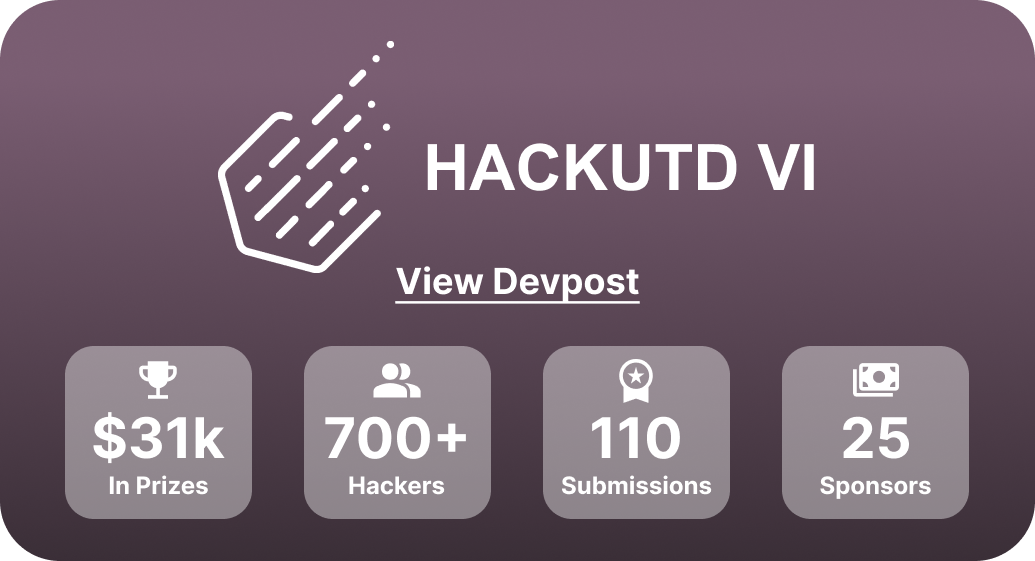 HACKUTD VI
View Devpost
$31k
In Prizes
700+
Hackers
110
Submissions
25
Sponsors